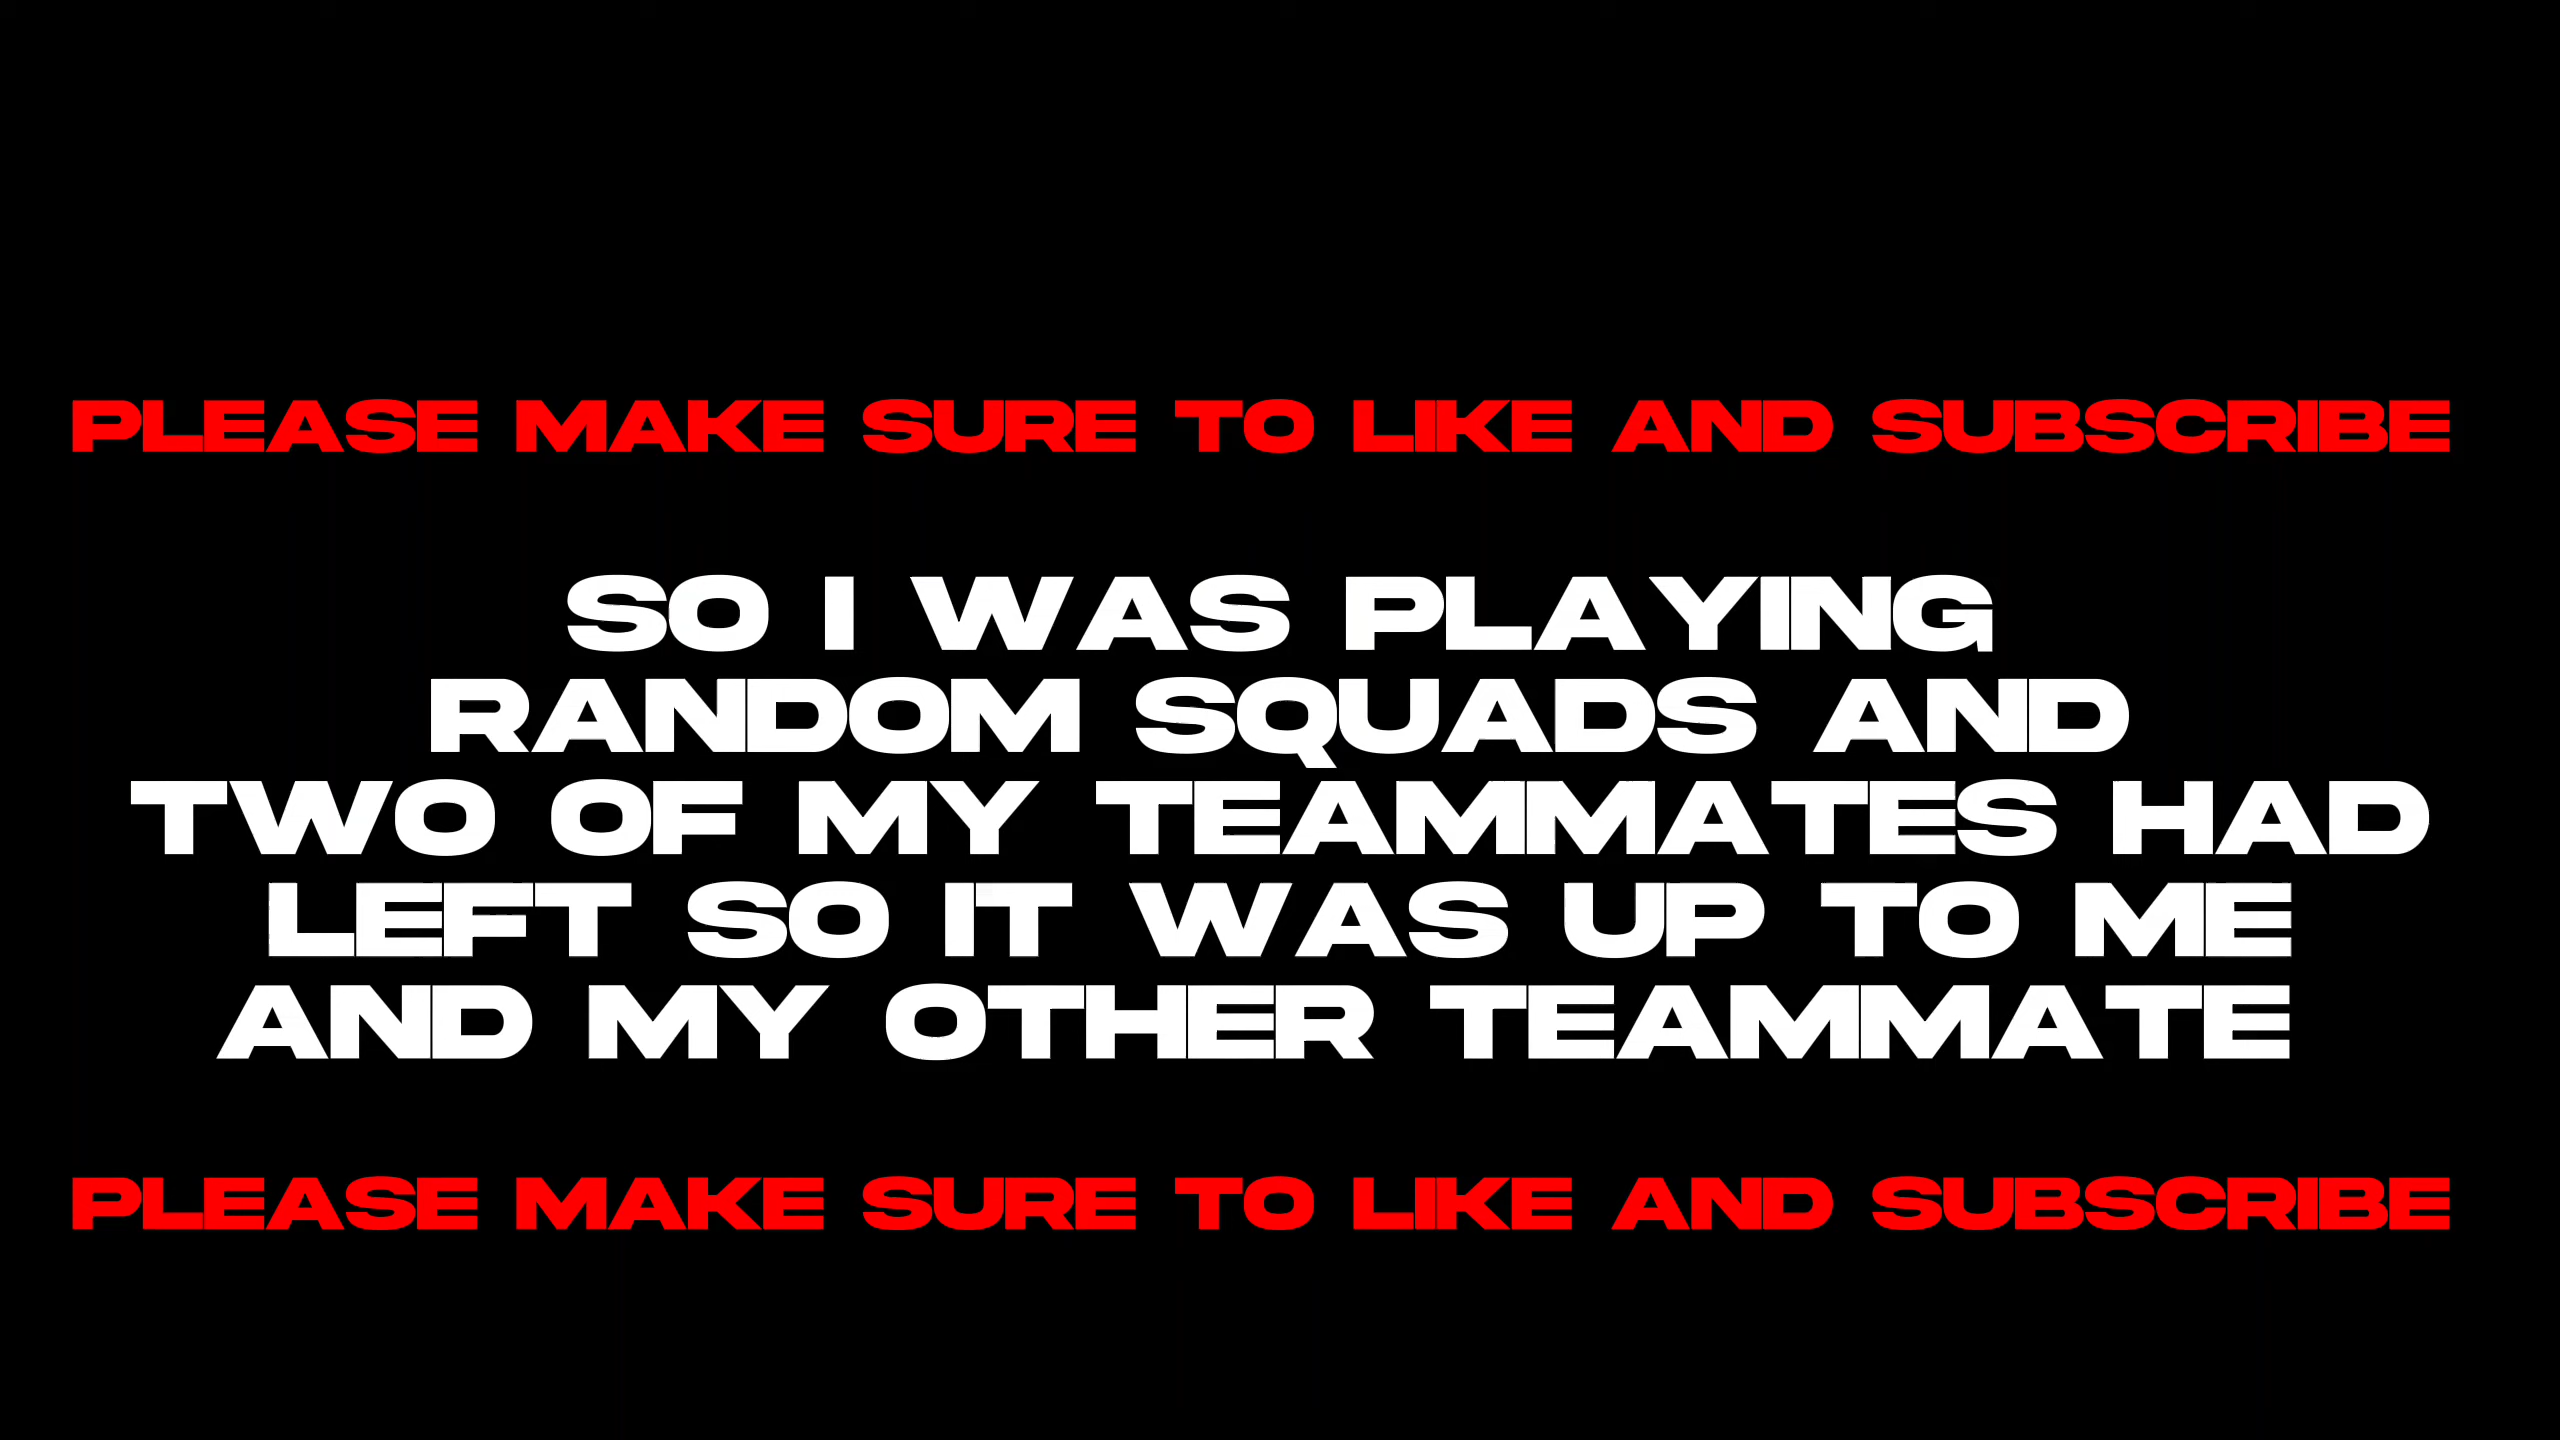 PLEASE MAKE SURE TO LIKE AND SUBSCRIBE
SO I WAS PLAYING
RANDOM SQUADS AND
TWO OF MY TEAMMATES HAD
LEFT SO IT WAS UP TO ME
AND MY OTHER TEAMMATE
PLEASE MAKE SURE TO LIKE AND SUBSCRIBE